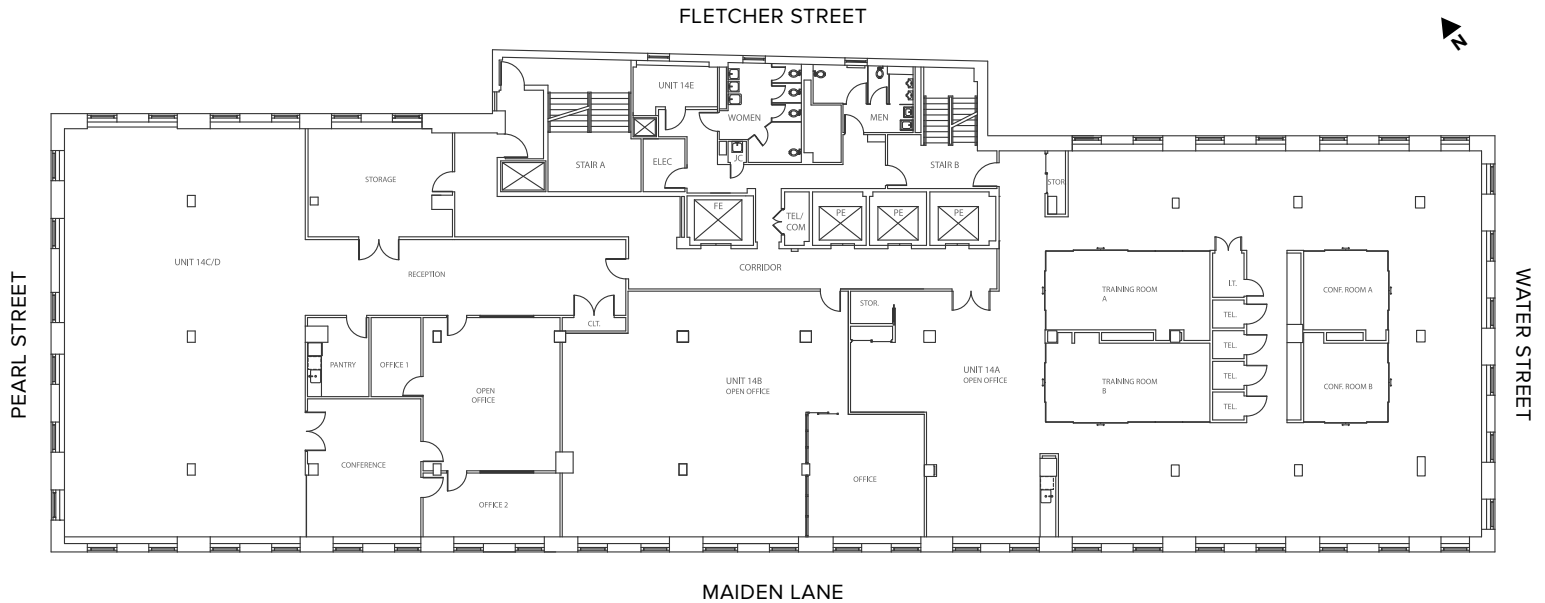 FLETCHER STREET
N
UNIT 14E
WOMEN
MEN
STAIR A
ELEC
JC
STAIR B
STORAGE
STOR.
FE
TEL/
COM
PE
PE
PE
UNIT 14C/D
RECEPTION
CORRIDOR
PEARL STREET
WATER STREET
TRAINING ROOM
A
I.T.
CONF. ROOM A
CLT.
STOR.
TEL.
TEL.
PANTRY
OFFICE 1
OPEN
OFFICE
UNIT 14B
OPEN OFFICE
UNIT 14A
OPEN OFFICE
TRAINING ROOM
B
TEL.
TEL.
CONF. ROOM B
CONFERENCE
OFFICE
OFFICE 2
MAIDEN LANE